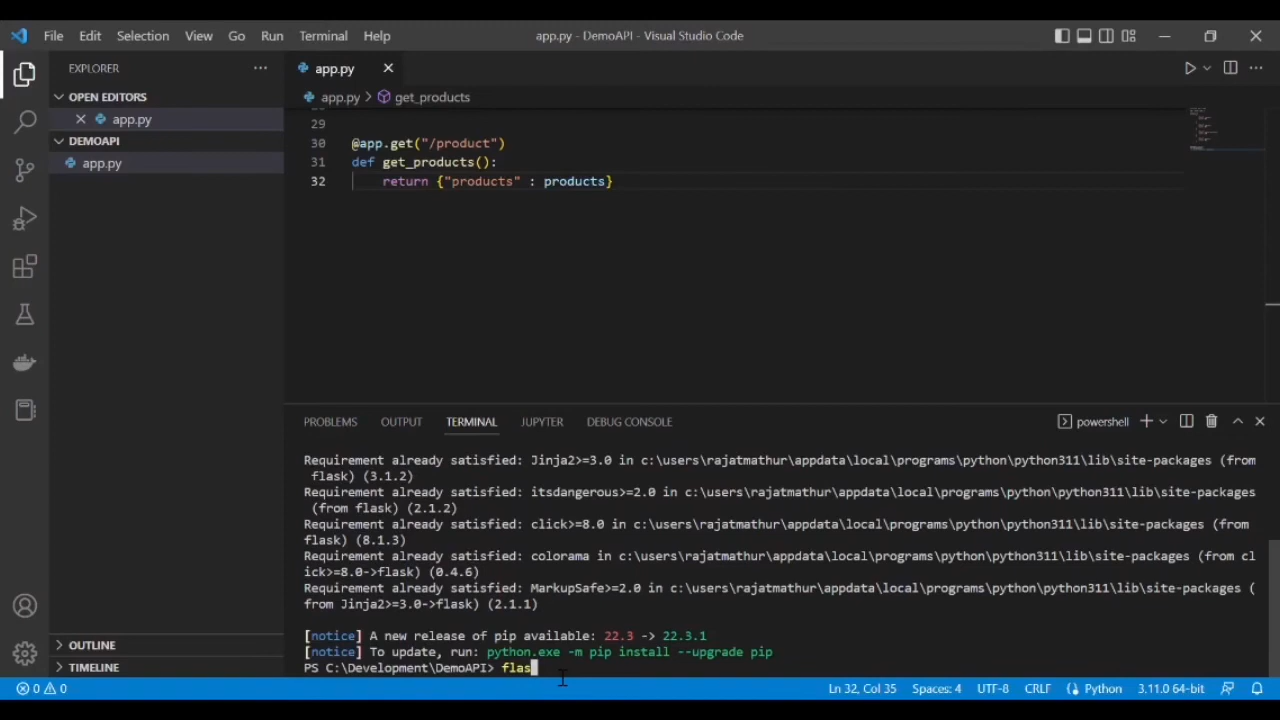 File Edit Selection View Go Run Terminal Help
app.py - DemoAPI - Visual Studio Code
EXPLORER
OPEN EDITORS
app.py
DEMOAPI
app.py
OUTLINE
TIMELINE
app.py
app.py > get_products
29
30 @app.get("/product")
31 def get_products():
32 return {"products" : products}
PROBLEMS OUTPUT TERMINAL JUPYTER DEBUG CONSOLE
powershell
Requirement already satisfied: Jinja2>=3.0 in c:\users\rajatmathur\appdata\local\programs\python\python311\lib\site-packages (from
flask) (3.1.2)
Requirement already satisfied: itsdangerous>=2.0 in c:\users\rajatmathur\appdata\local\programs\python\python311\lib\site-packages
(from flask) (2.1.2)
Requirement already satisfied: click>=8.0 in c:\users\rajatmathur\appdata\local\programs\python\python311\lib\site-packages (from
flask) (8.1.3)
Requirement already satisfied: colorama in c:\users\rajatmathur\appdata\local\programs\python\python311\lib\site-packages (from cl
ick>=8.0->flask) (0.4.6)
Requirement already satisfied: MarkupSafe>=2.0 in c:\users\rajatmathur\appdata\local\programs\python\python311\lib\site-packages (
from Jinja2>=3.0->flask) (2.1.1)
[notice] A new release of pip available: 22.3 -> 22.3.1
[notice] To update, run: python.exe -m pip install --upgrade pip
PS C:\Development\DemoAPI> flas
0 0
Ln 32, Col 35 Spaces: 4 UTF-8 CRLF Python 3.11.0 64-bit